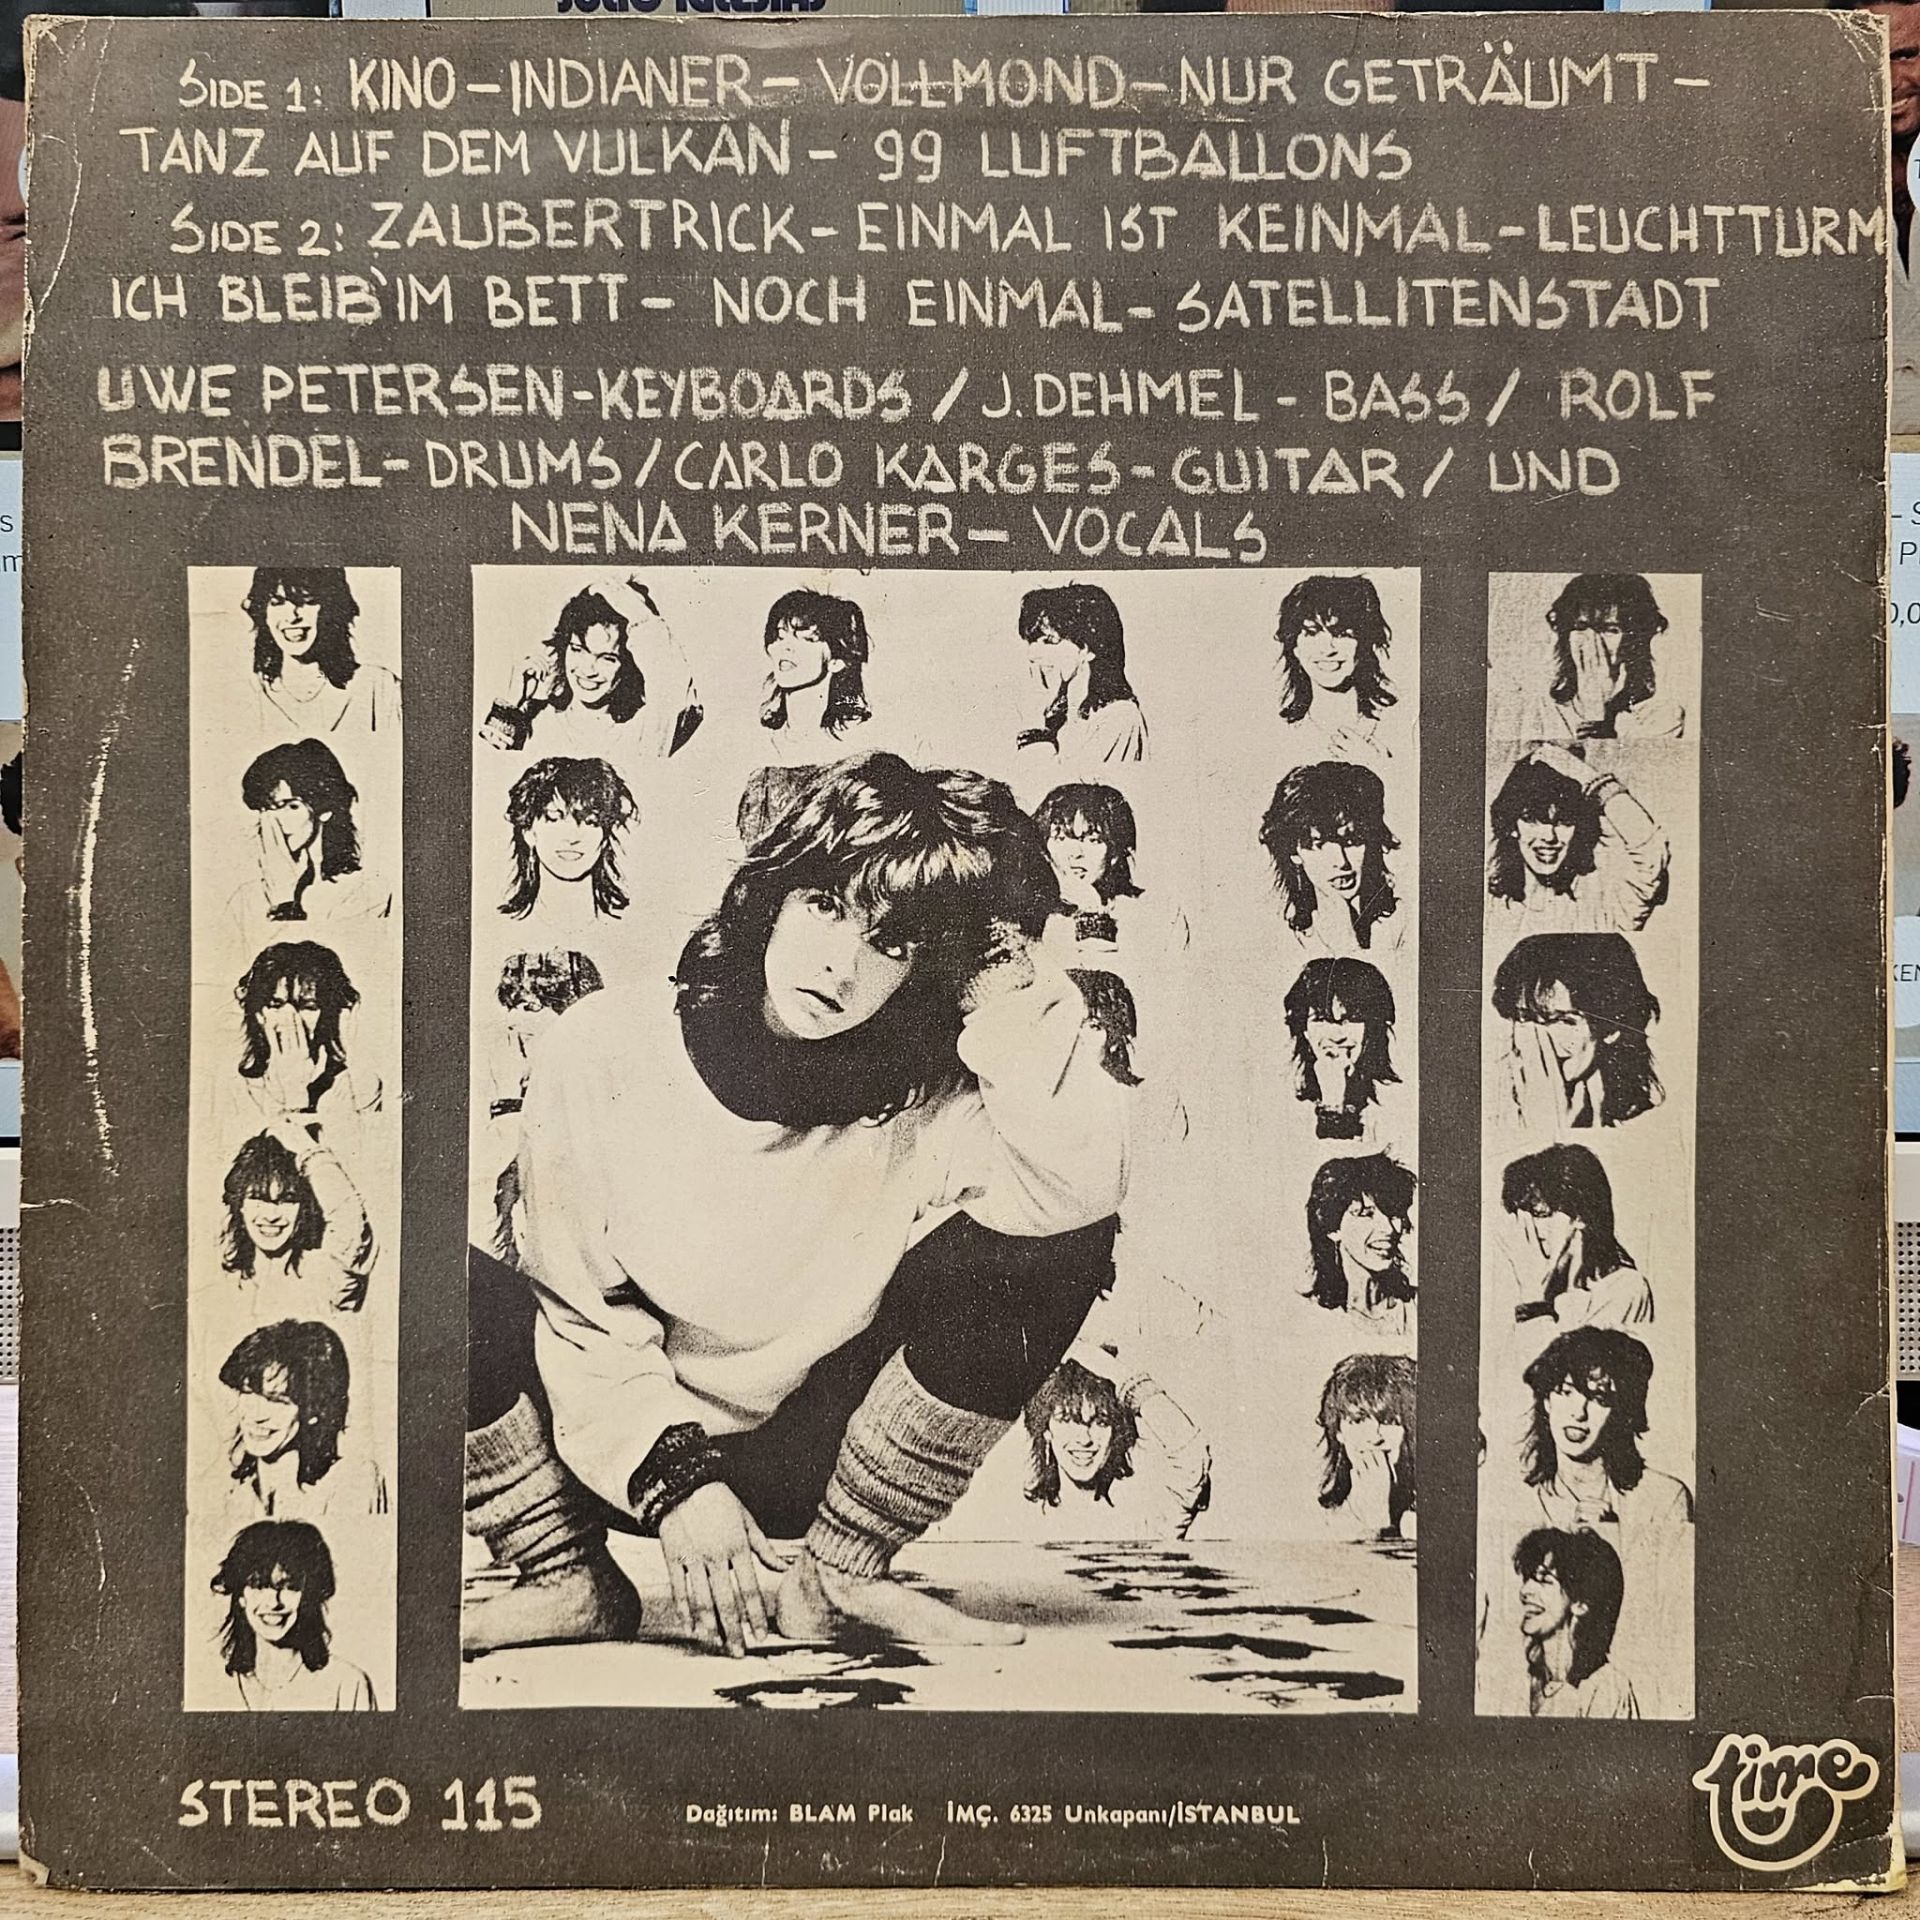 JULIO IGLESIAS
SIDE 1: KINO – INDIANER – VOLLMOND – NUR GETRÄUMT –
TANZ AUF DEM VULKAN – 99 LUFTBALLONS
SIDE 2: ZAUBERTRICK – EINMAL IST KEINMAL – LEUCHTTURM
ICH BLEIB' IM BETT – NOCH EINMAL – SATELLITENSTADT
UWE PETERSEN - KEYBOARDS / J. DEHMEL - BASS / ROLF
BRENDEL - DRUMS / CARLO KARGES - GUITAR / UND
NENA KERNER – VOCALS
STEREO 115
Dağıtım: BLAM Plak İMÇ. 6325 Unkapanı/İSTANBUL
time